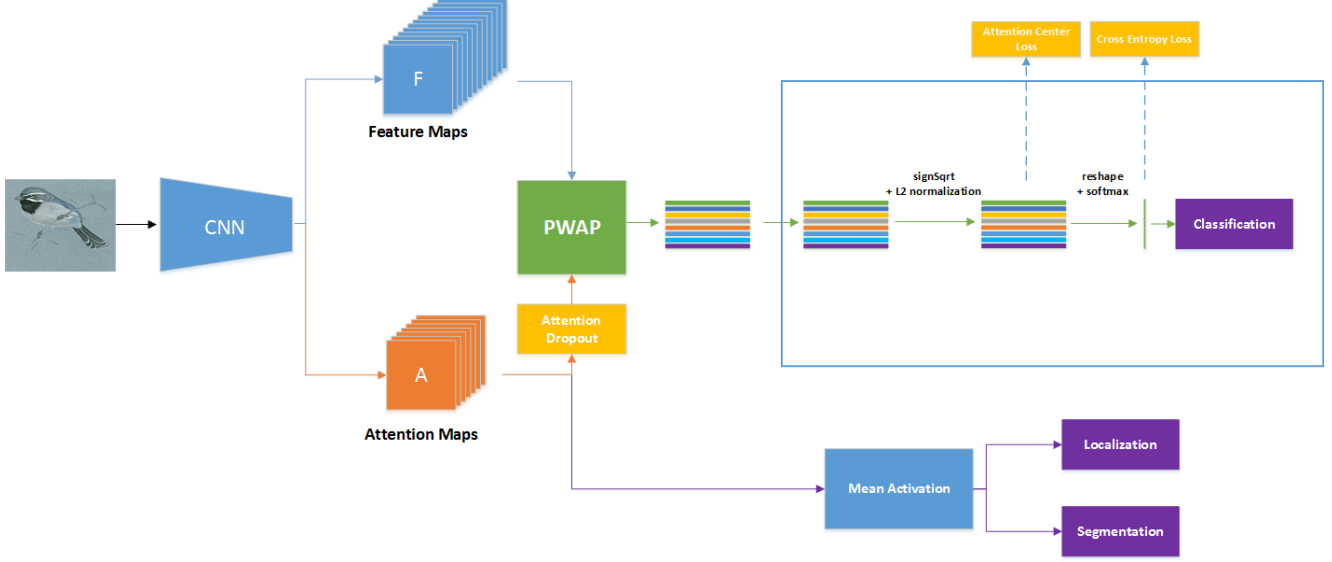 Attention Center
Loss
Cross Entropy Loss
F
Feature Maps
CNN
PWAP
signSqrt
+ L2 normalization
reshape
+ softmax
Classification
Attention
Dropout
A
Attention Maps
Mean Activation
Localization
Segmentation